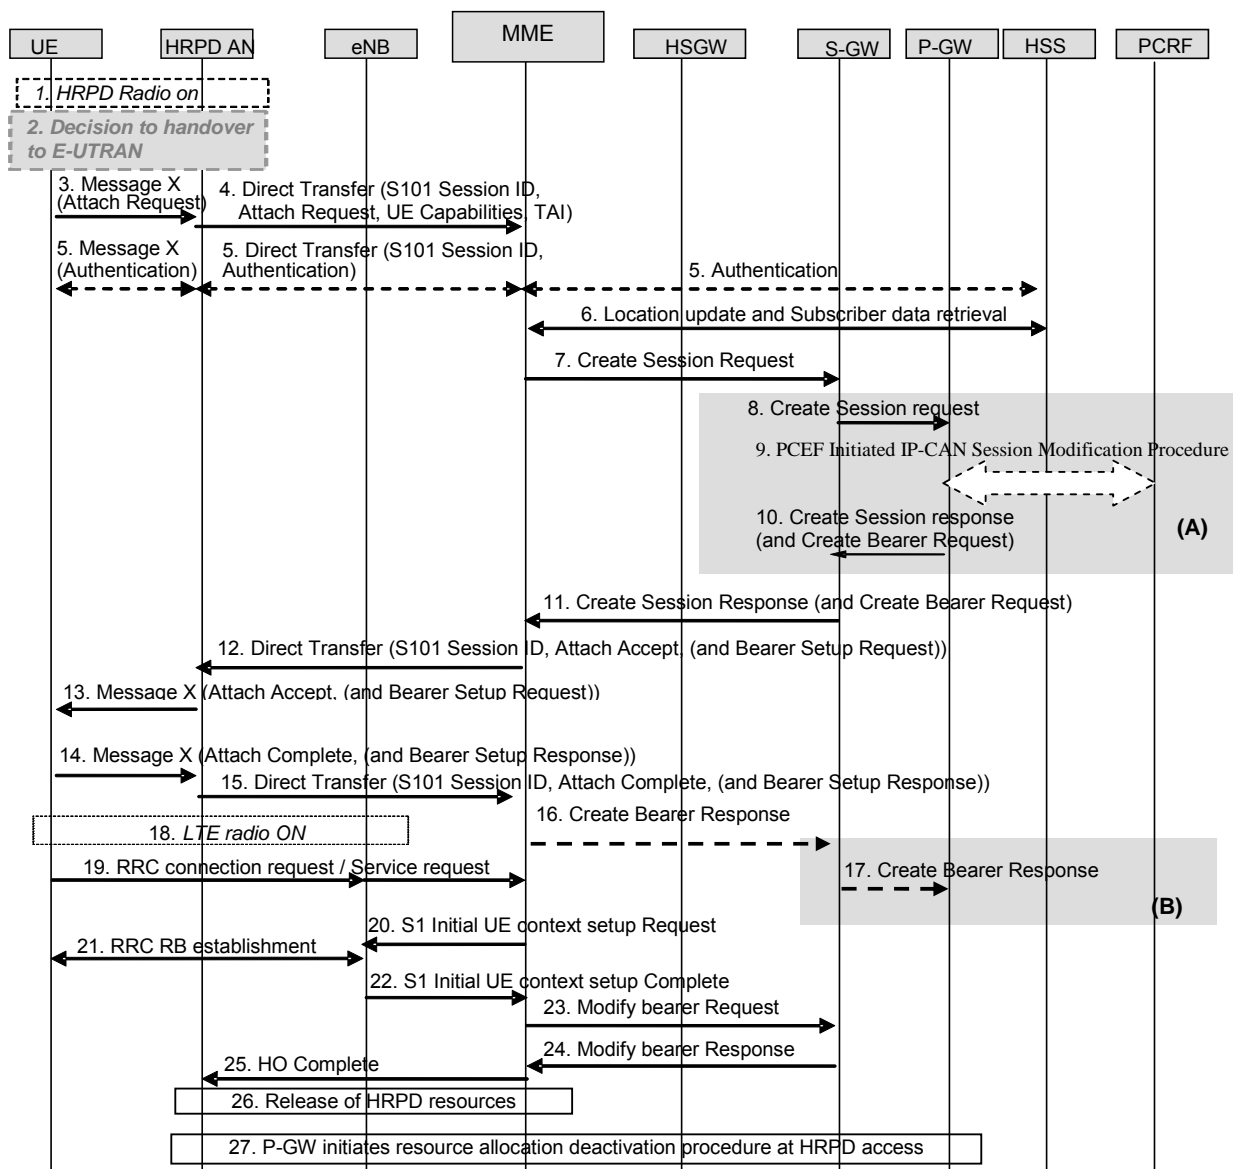 UE
HRPD AN
eNB
MME
HSGW
S-GW
P-GW
HSS
PCRF
1. HRPD Radio on
2. Decision to handover
to E-UTRAN
3. Message X
(Attach Request)
4. Direct Transfer (S101 Session ID,
Attach Request, UE Capabilities, TAI)
5. Message X
(Authentication)
5. Direct Transfer (S101 Session ID,
Authentication)
5. Authentication
6. Location update and Subscriber data retrieval
7. Create Session Request
8. Create Session request
9. PCEF Initiated IP-CAN Session Modification Procedure
10. Create Session response
(and Create Bearer Request)
(A)
11. Create Session Response (and Create Bearer Request)
12. Direct Transfer (S101 Session ID, Attach Accept, (and Bearer Setup Request))
13. Message X (Attach Accept, (and Bearer Setup Request))
14. Message X (Attach Complete, (and Bearer Setup Response))
15. Direct Transfer (S101 Session ID, Attach Complete, (and Bearer Setup Response))
16. Create Bearer Response
18. LTE radio ON
17. Create Bearer Response
19. RRC connection request / Service request
(B)
20. S1 Initial UE context setup Request
21. RRC RB establishment
22. S1 Initial UE context setup Complete
23. Modify bearer Request
24. Modify bearer Response
25. HO Complete
26. Release of HRPD resources
27. P-GW initiates resource allocation deactivation procedure at HRPD access